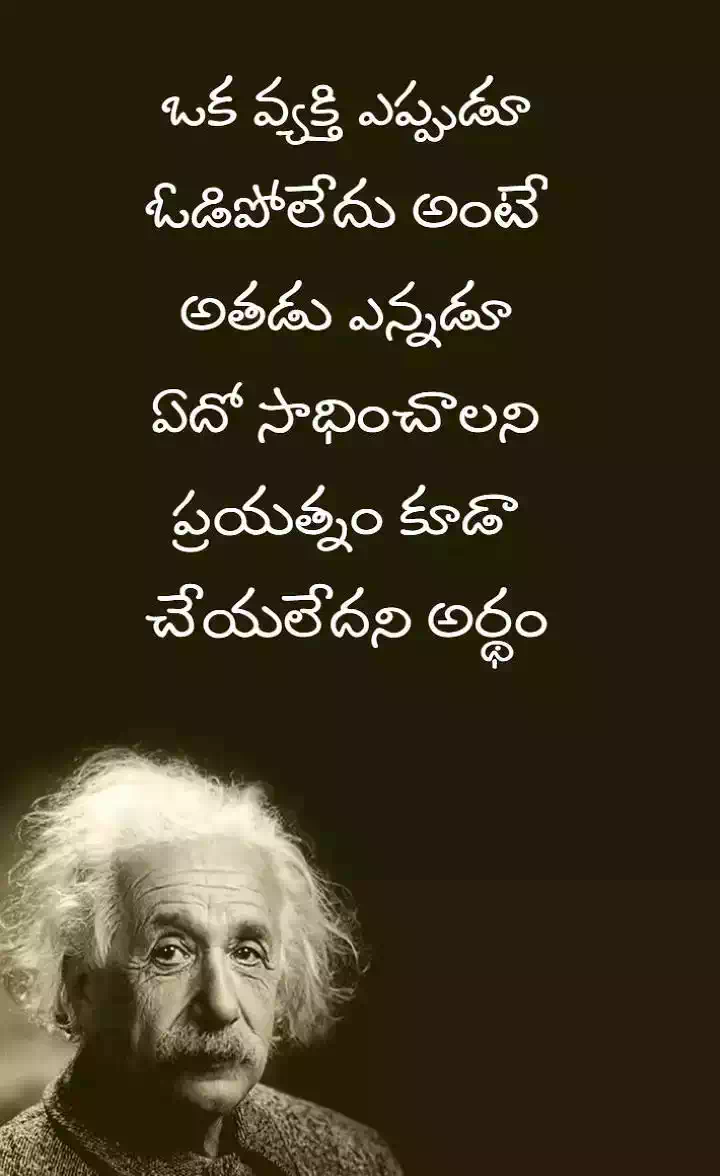 ఒక వ్యక్తి ఎప్పుడూ
ఓడిపోలేదు అంటే
అతడు ఎన్నడూ
ఏదో సాధించాలని
ప్రయత్నం కూడా
చేయలేదని అర్థం